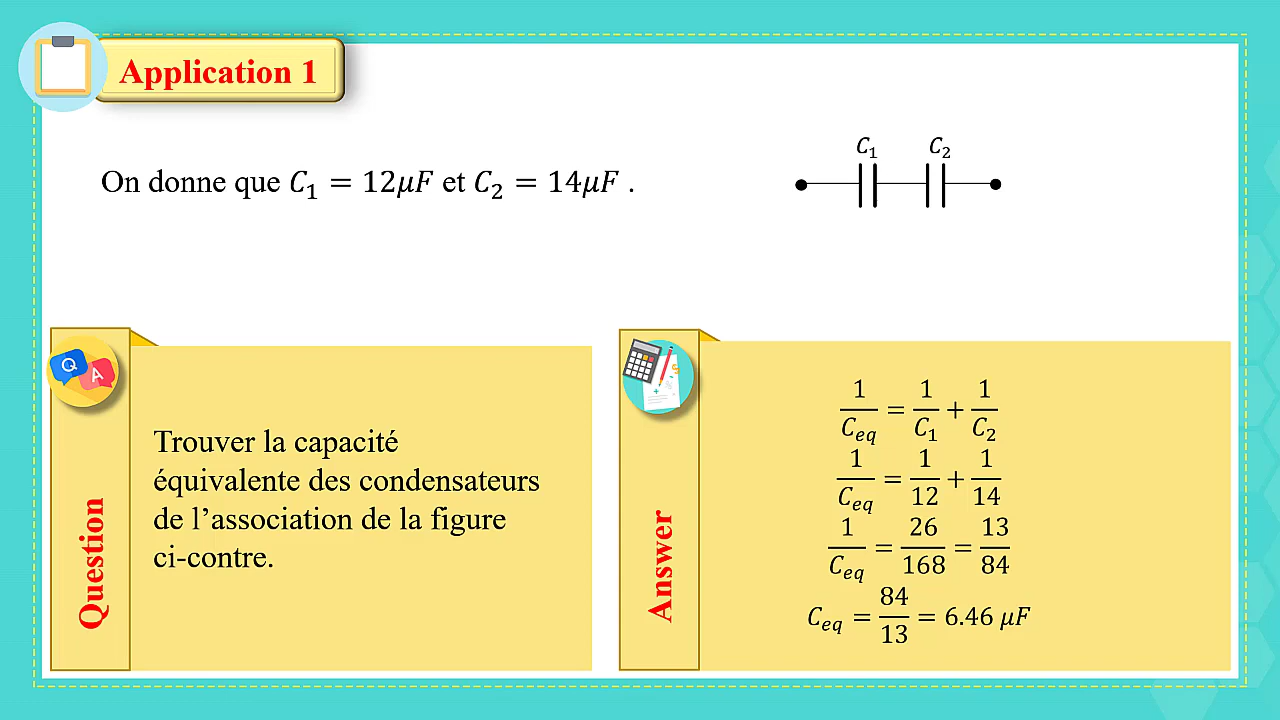 Application 1
On donne que C₁ = 12μF et C₂ = 14μF .
C₁ C₂
Q A
Question
Trouver la capacité
équivalente des condensateurs
de l’association de la figure
ci-contre.
Answer
1/C_eq = 1/C₁ + 1/C₂
1/C_eq = 1/12 + 1/14
1/C_eq = 26/168 = 13/84
C_eq = 84/13 = 6.46 μF